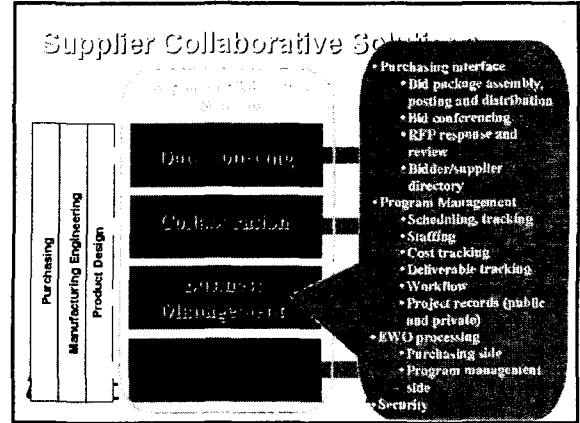 Supplier Collaborative
Purchasing
Manufacturing Engineering
Product Design
Management
• Purchasing interface
• Bid package assembly,
posting and distribution
• Bid conferencing
• RFP response and
review
• Bidder/supplier
directory
• Program Management
• Scheduling, tracking
• Staffing
• Cost tracking
• Deliverable tracking
• Workflow
• Project records (public
and private)
• EWO processing
• Purchasing side
• Program management
side
• Security